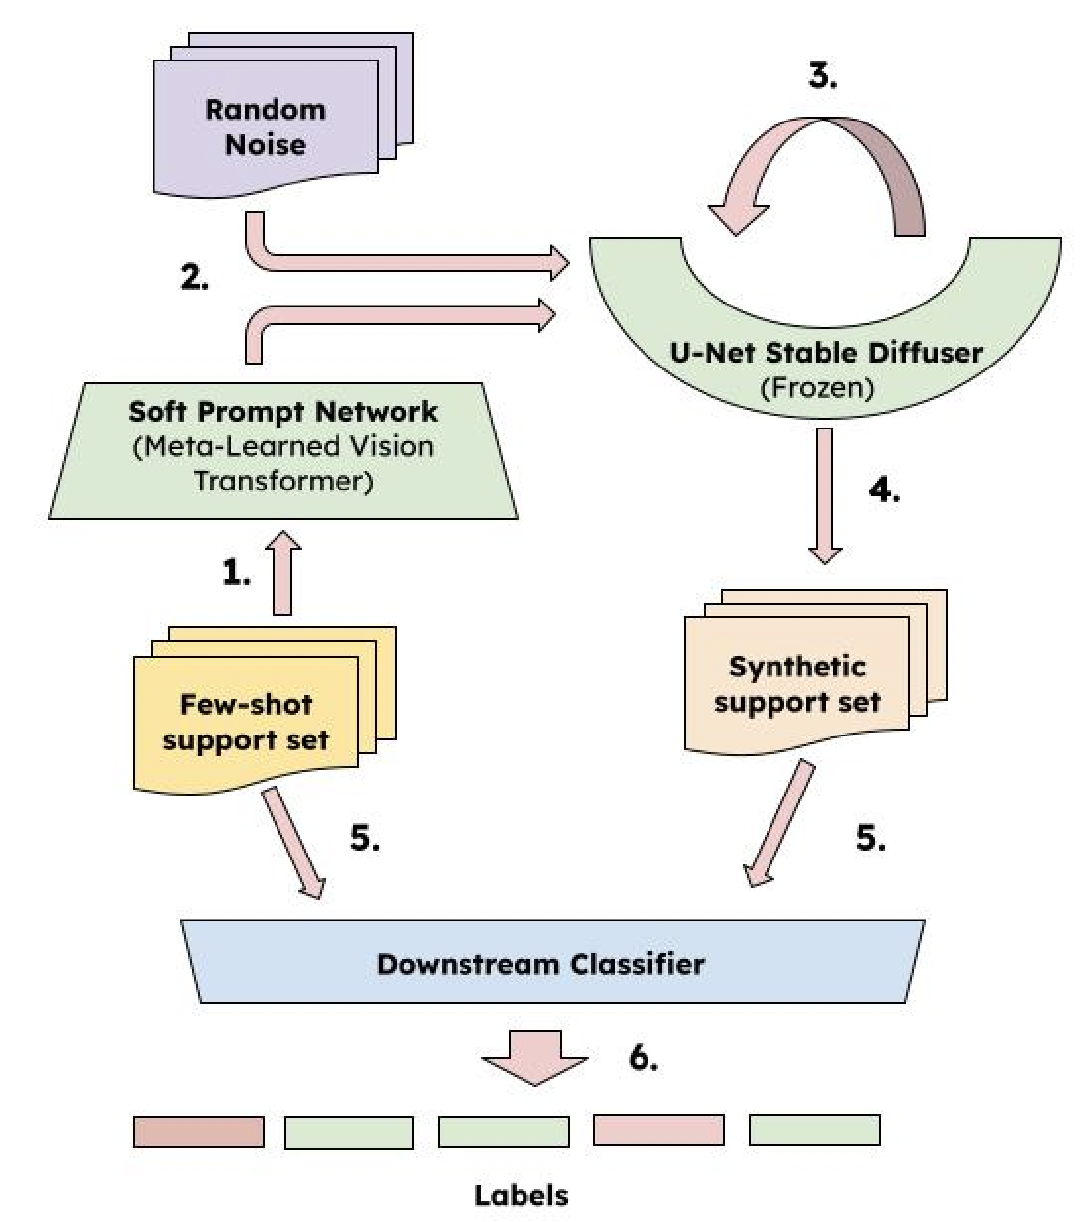 Random
Noise
3.
2.
U-Net Stable Diffuser
(Frozen)
Soft Prompt Network
(Meta-Learned Vision
Transformer)
4.
1.
Few-shot
support set
Synthetic
support set
5.
5.
Downstream Classifier
6.
Labels